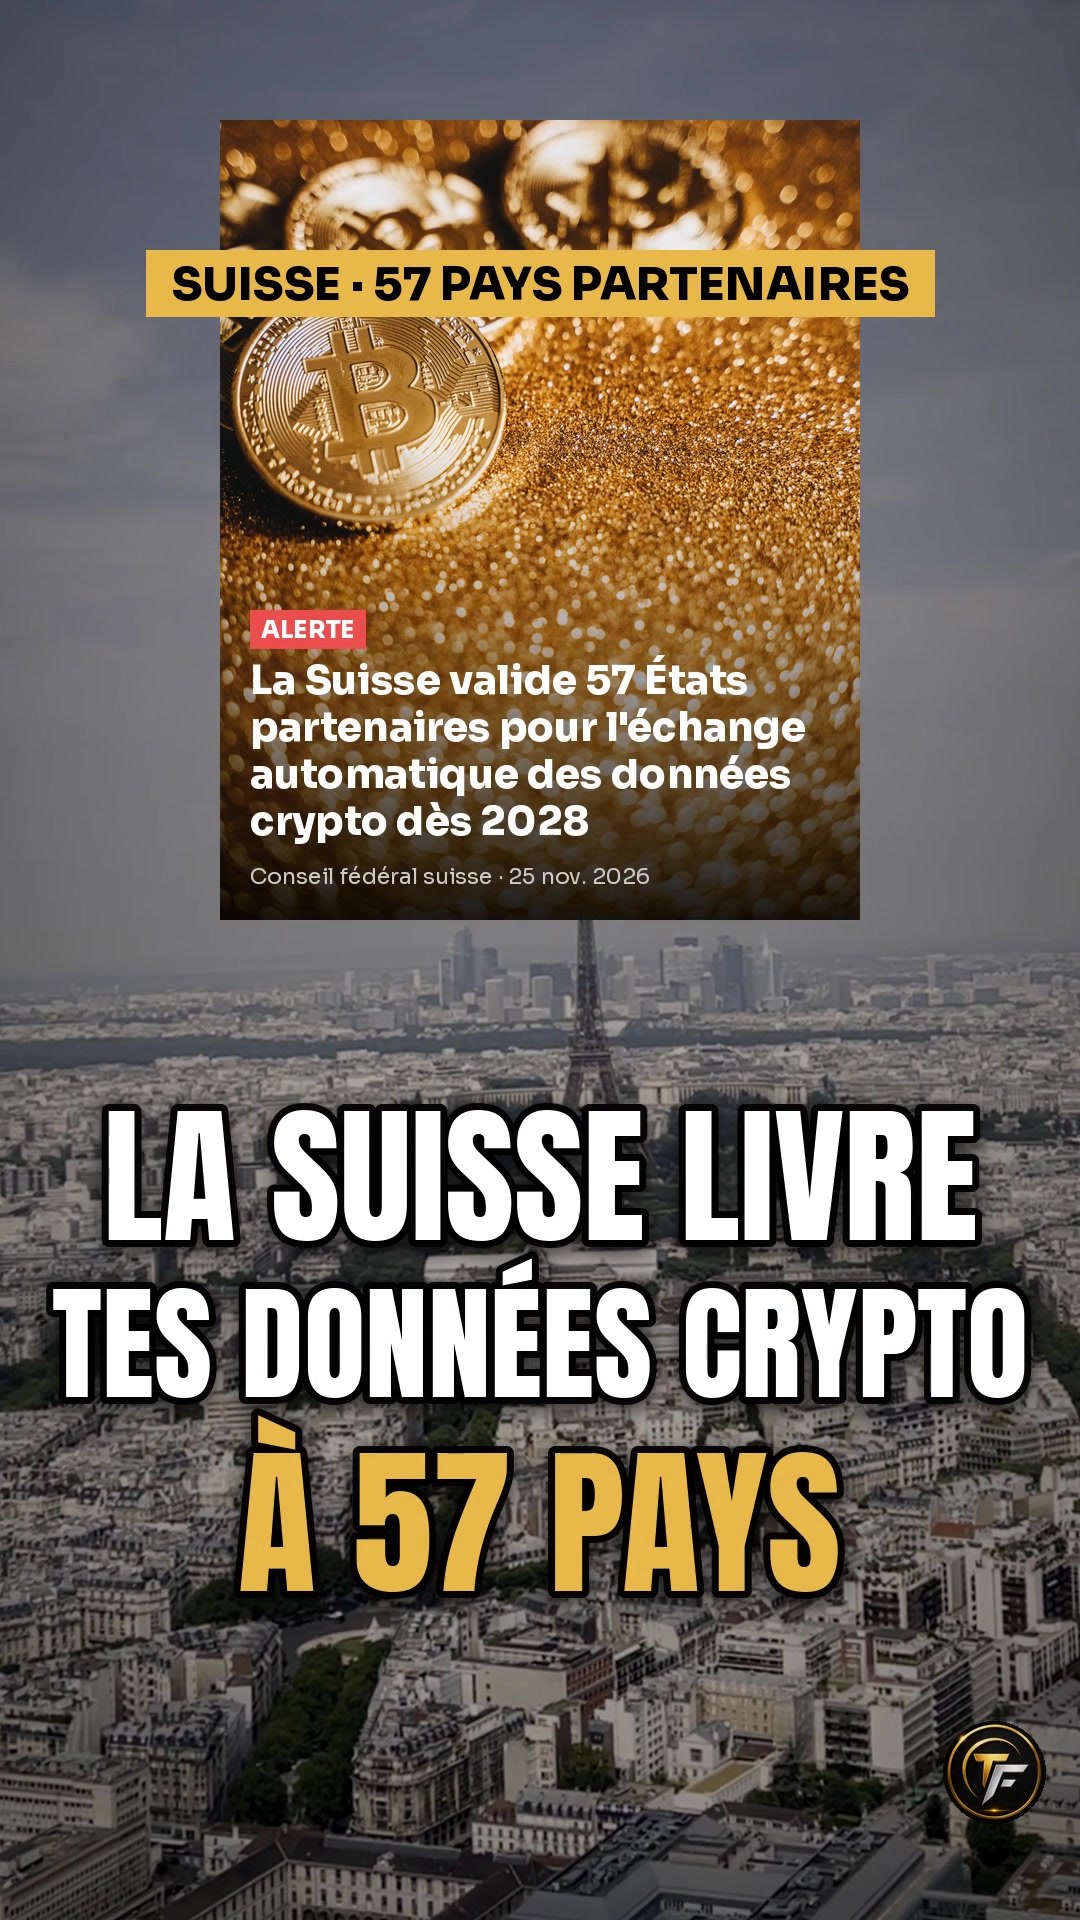 SUISSE · 57 PAYS PARTENAIRES
ALERTE
La Suisse valide 57 États
partenaires pour l'échange
automatique des données
crypto dès 2028
Conseil fédéral suisse · 25 nov. 2026
LA SUISSE LIVRE
TES DONNÉES CRYPTO
À 57 PAYS
TF